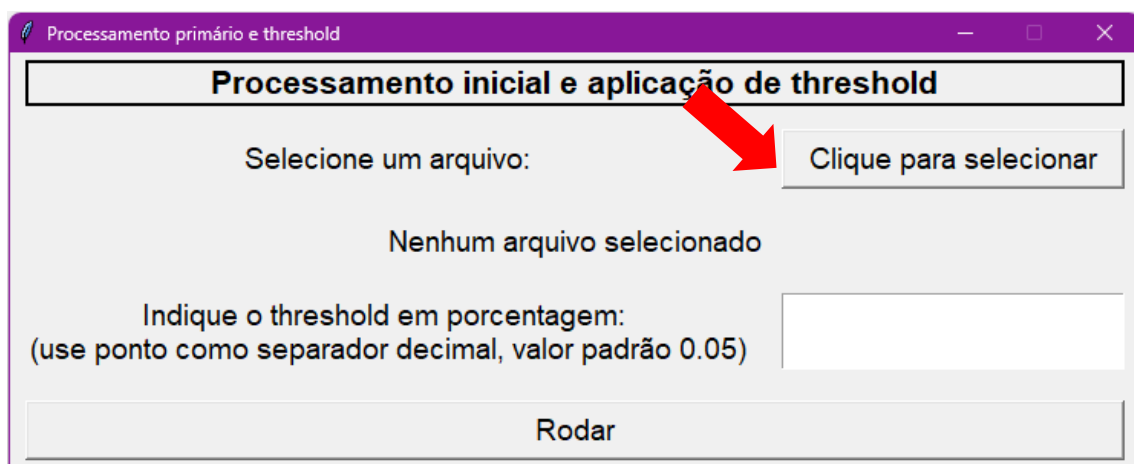 Processamento primário e threshold
Processamento inicial e aplicação de threshold
Selecione um arquivo:
Clique para selecionar
Nenhum arquivo selecionado
Indique o threshold em porcentagem:
(use ponto como separador decimal, valor padrão 0.05)
Rodar